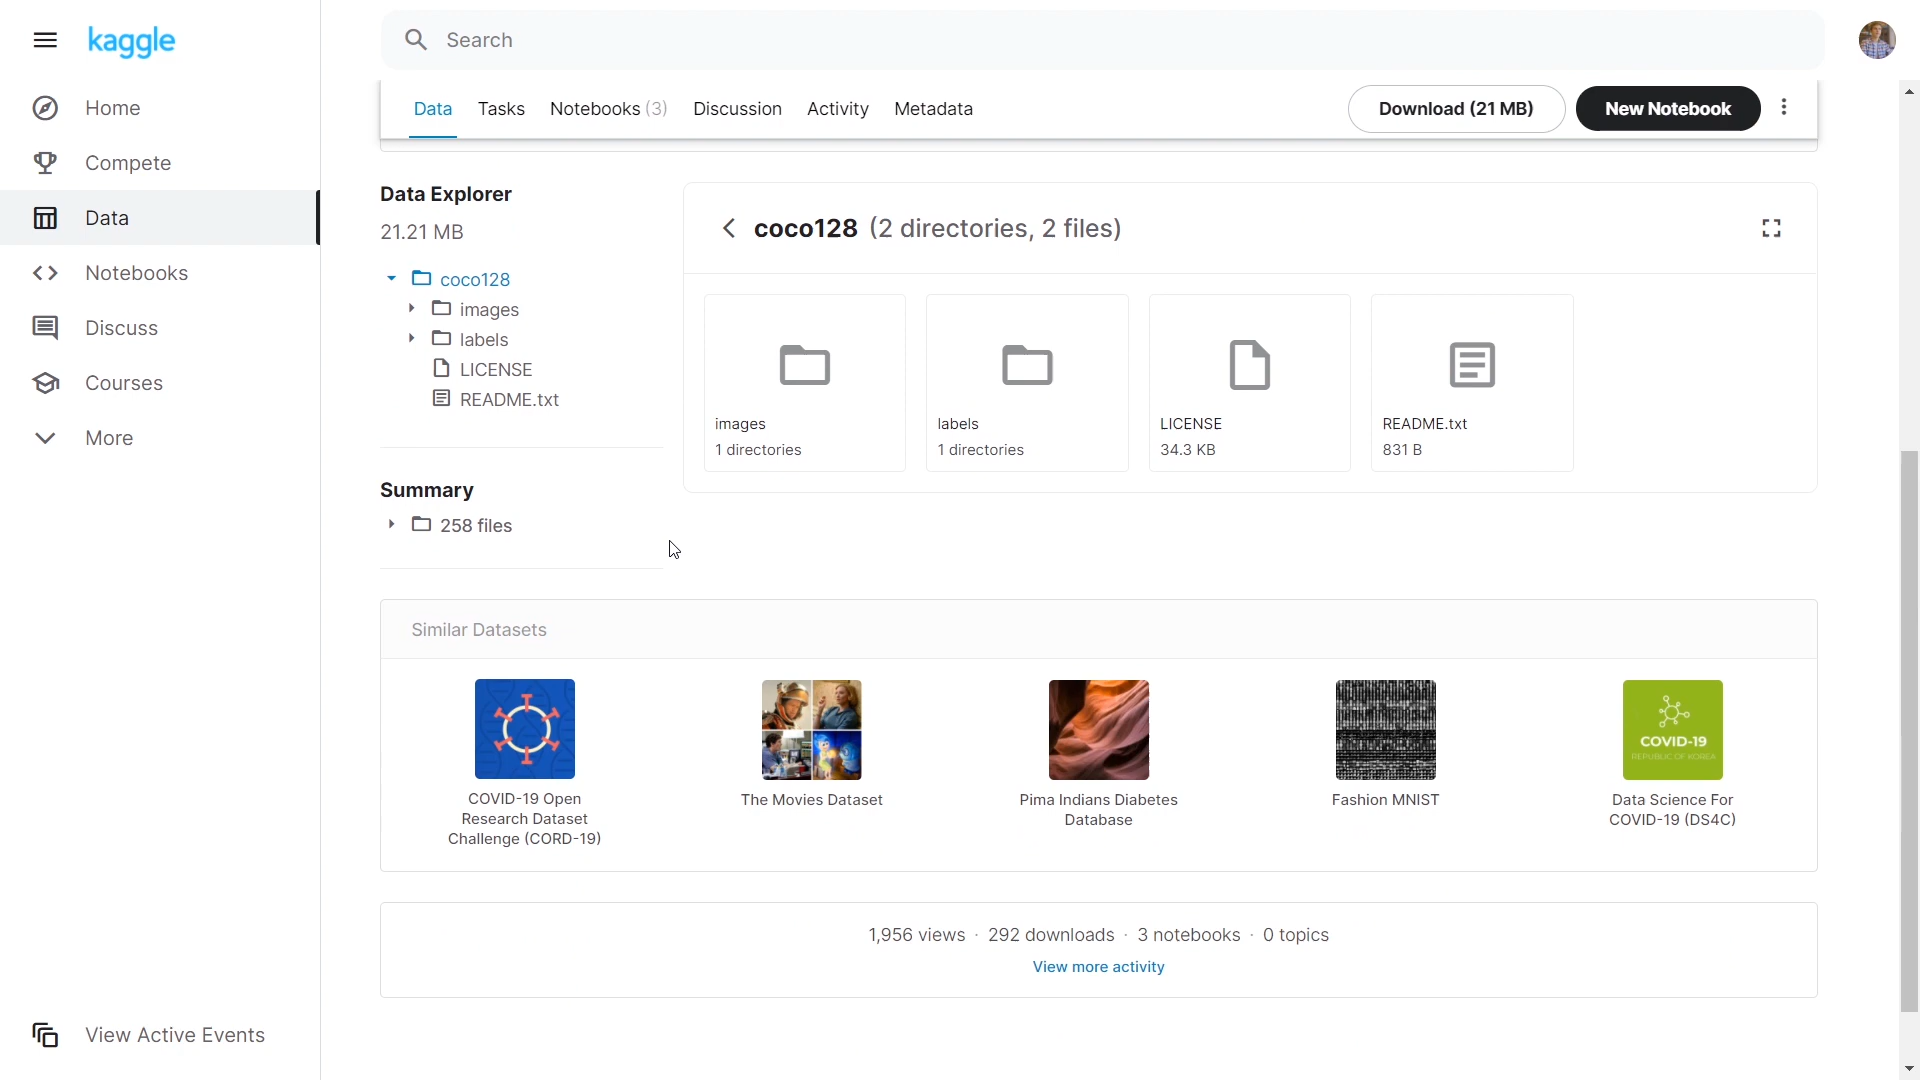 kaggle
Search
Home
Compete
Data
Notebooks
Discuss
Courses
More
View Active Events
Data Tasks Notebooks (3) Discussion Activity Metadata
Download (21 MB) New Notebook
Data Explorer
21.21 MB
coco128
images
labels
LICENSE
README.txt
Summary
258 files
coco128 (2 directories, 2 files)
images
1 directories
labels
1 directories
LICENSE
34.3 KB
README.txt
831 B
Similar Datasets
COVID-19 Open
Research Dataset
Challenge (CORD-19)
The Movies Dataset
Pima Indians Diabetes
Database
Fashion MNIST
COVID-19
REPUBLIC OF KOREA
Data Science For
COVID-19 (DS4C)
1,956 views · 292 downloads · 3 notebooks · 0 topics
View more activity